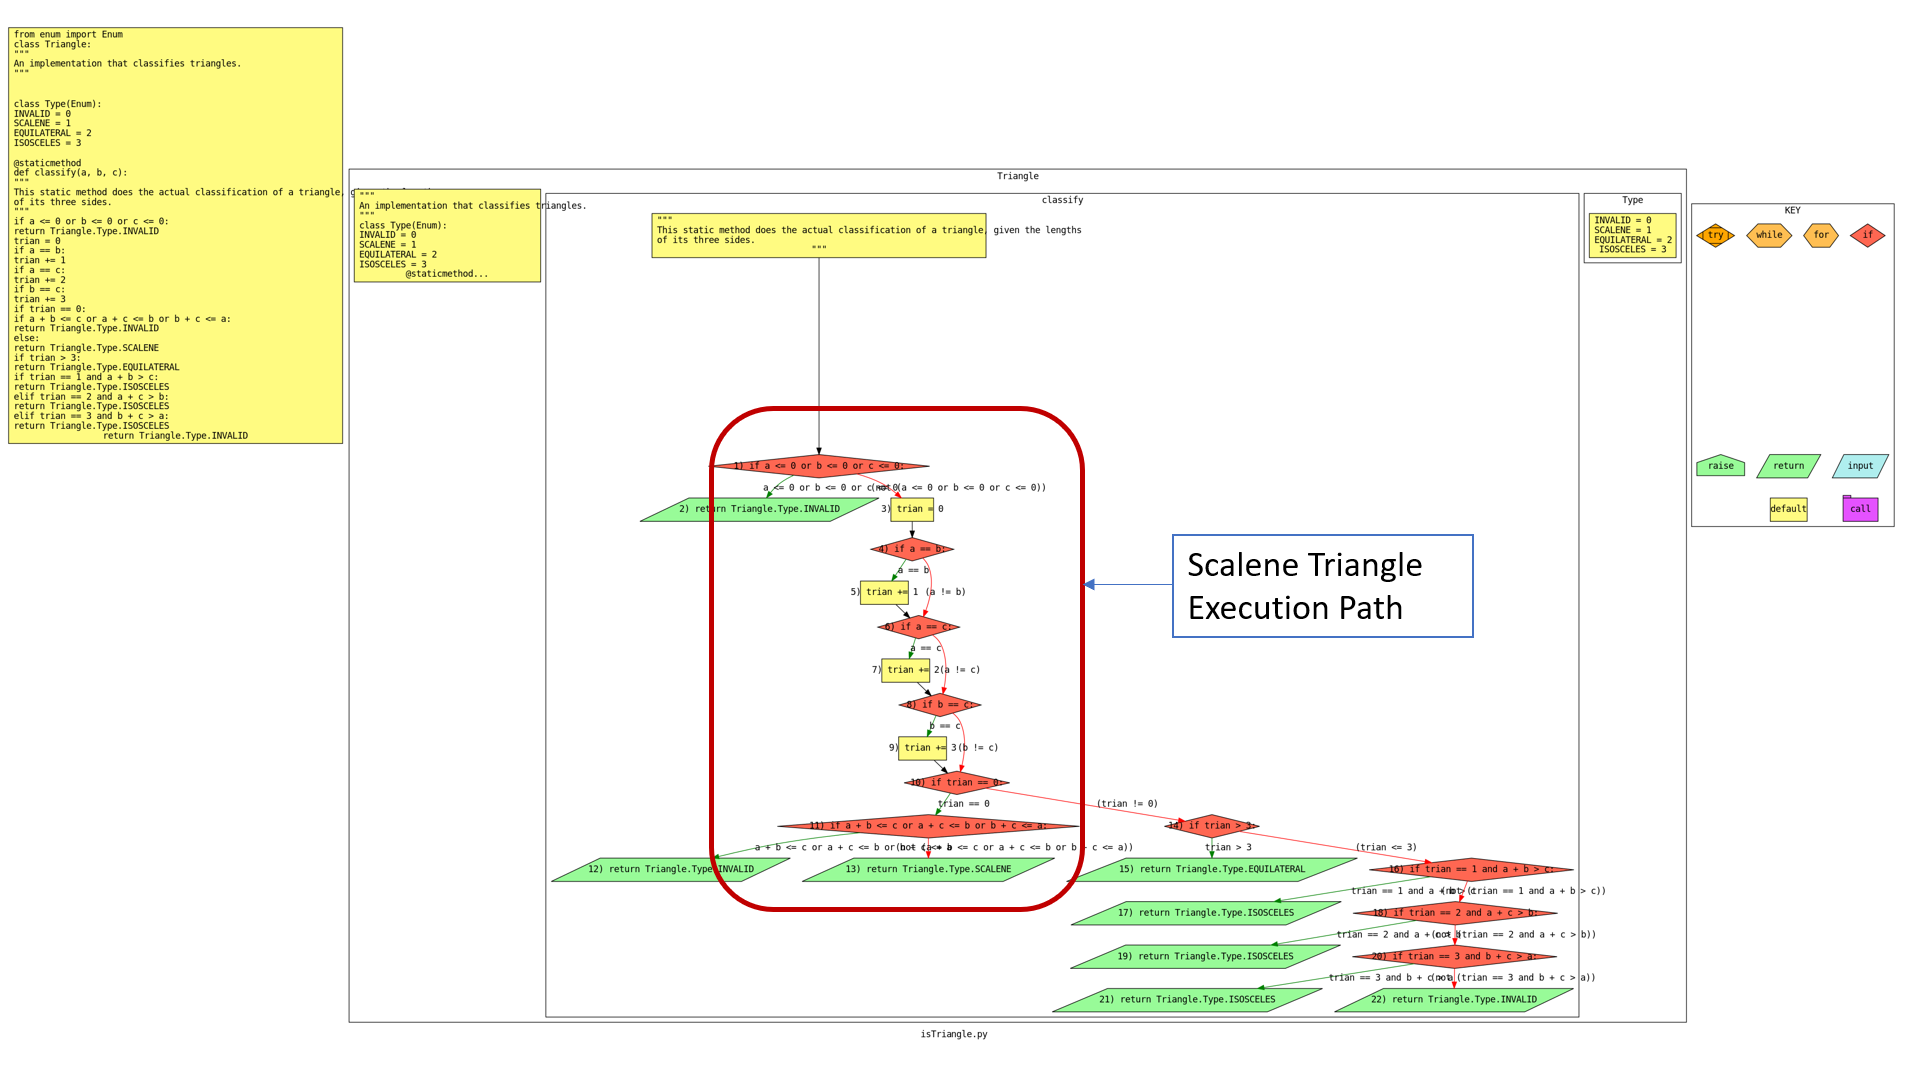 from enum import Enum
class Triangle:
"""
An implementation that classifies triangles.
"""
class Type(Enum):
INVALID = 0
SCALENE = 1
EQUILATERAL = 2
ISOSCELES = 3
@staticmethod
def classify(a, b, c):
"""
This static method does the actual classification of a triangle,
of its three sides.
"""
if a <= 0 or b <= 0 or c <= 0:
return Triangle.Type.INVALID
trian = 0
if a == b:
trian += 1
if a == c:
trian += 2
if b == c:
trian += 3
if trian == 0:
if a + b <= c or a + c <= b or b + c <= a:
return Triangle.Type.INVALID
else:
return Triangle.Type.SCALENE
if trian > 3:
return Triangle.Type.EQUILATERAL
if trian == 1 and a + b > c:
return Triangle.Type.ISOSCELES
elif trian == 2 and a + c > b:
return Triangle.Type.ISOSCELES
elif trian == 3 and b + c > a:
return Triangle.Type.ISOSCELES
return Triangle.Type.INVALID
Triangle
"""
An implementation that classifies triangles.
"""
class Type(Enum):
INVALID = 0
SCALENE = 1
EQUILATERAL = 2
ISOSCELES = 3
@staticmethod...
classify
"""
This static method does the actual classification of a triangle, given the lengths
of its three sides.
"""
Type
INVALID = 0
SCALENE = 1
EQUILATERAL = 2
ISOSCELES = 3
KEY
try
while
for
if
raise
return
input
default
call
1) if a <= 0 or b <= 0 or c <= 0:
a <= 0 or b <= 0 or c <= 0
(not (a <= 0 or b <= 0 or c <= 0))
2) return Triangle.Type.INVALID
3) trian = 0
4) if a == b:
a == b
5) trian += 1
(a != b)
6) if a == c:
a == c
7) trian += 2
(a != c)
8) if b == c:
b == c
9) trian += 3
(b != c)
10) if trian == 0:
trian == 0
(trian != 0)
11) if a + b <= c or a + c <= b or b + c <= a:
a + b <= c or a + c <= b or b + c <= a
(not (a + b <= c or a + c <= b or b + c <= a))
12) return Triangle.Type.INVALID
13) return Triangle.Type.SCALENE
14) if trian > 3:
trian > 3
(trian <= 3)
15) return Triangle.Type.EQUILATERAL
16) if trian == 1 and a + b > c:
trian == 1 and a + b > c
(not (trian == 1 and a + b > c))
17) return Triangle.Type.ISOSCELES
18) if trian == 2 and a + c > b:
trian == 2 and a + c > b
(not (trian == 2 and a + c > b))
19) return Triangle.Type.ISOSCELES
20) if trian == 3 and b + c > a:
trian == 3 and b + c > a
(not (trian == 3 and b + c > a))
21) return Triangle.Type.ISOSCELES
22) return Triangle.Type.INVALID
Scalene Triangle
Execution Path
isTriangle.py